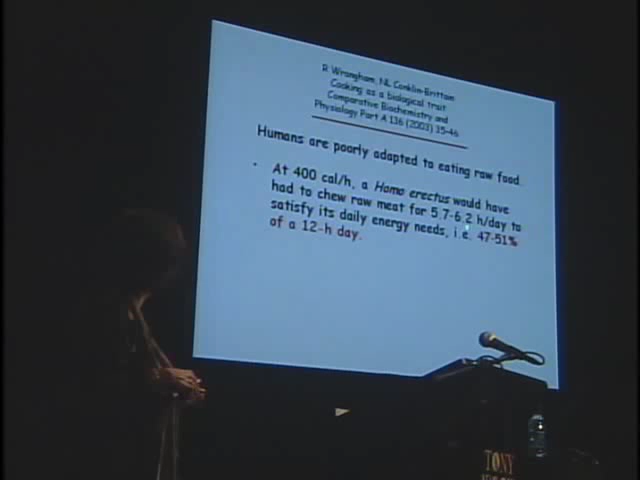 R Wrangham, NL Conklin-Brittain
Cooking as a biological trait
Comparative Biochemistry and
Physiology Part A 136 (2003) 35-46
Humans are poorly adapted to eating raw food...
• At 400 cal/h, a Homo erectus would have
had to chew raw meat for 5.7-6.2 h/day to
satisfy its daily energy needs, i.e. 47-51%
of a 12-h day.
TONY